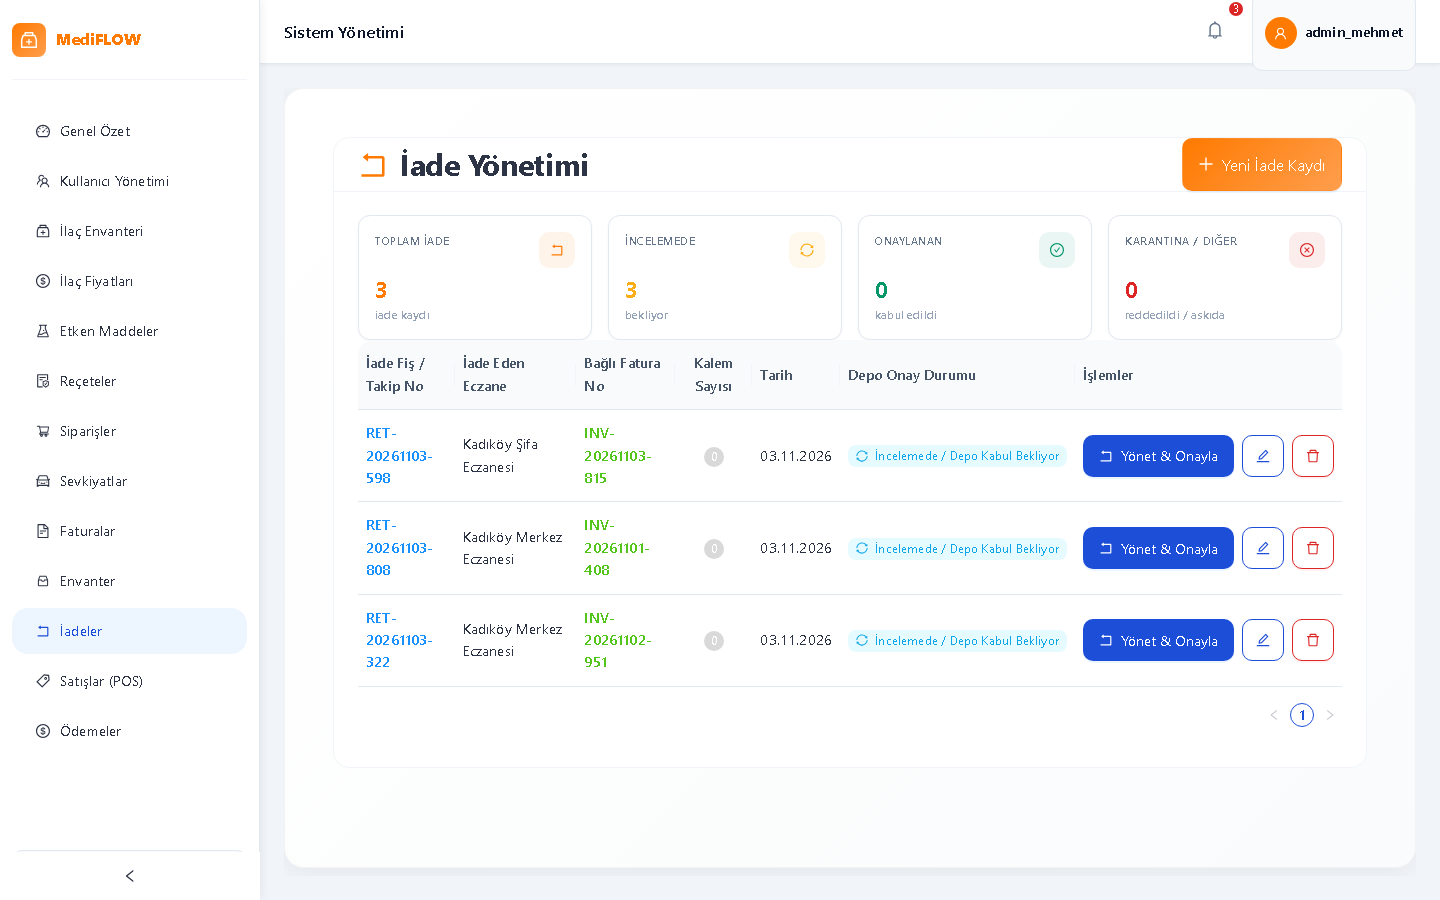 MediFLOW
Sistem Yönetimi
3
admin_mehmet
Genel Özet
Kullanıcı Yönetimi
İlaç Envanteri
İlaç Fiyatları
Etken Maddeler
Reçeteler
Siparişler
Sevkiyatlar
Faturalar
Envanter
İadeler
Satışlar (POS)
Ödemeler
İade Yönetimi
Yeni İade Kaydı
TOPLAM İADE
3
iade kaydı
İNCELEMEDE
3
bekliyor
ONAYLANAN
0
kabul edildi
KARANTINA / DIĞER
0
reddedildi / askıda
İade Fiş /
Takip No
İade Eden
Eczane
Bağlı Fatura
No
Kalem
Sayısı
Tarih
Depo Onay Durumu
İşlemler
RET-
20261103-
598
Kadıköy Şifa
Eczanesi
INV-
20261103-
815
0
03.11.2026
İncelemede / Depo Kabul Bekliyor
Yönet & Onayla
RET-
20261103-
808
Kadıköy Merkez
Eczanesi
INV-
20261101-
408
0
03.11.2026
İncelemede / Depo Kabul Bekliyor
Yönet & Onayla
RET-
20261103-
322
Kadıköy Merkez
Eczanesi
INV-
20261102-
951
0
03.11.2026
İncelemede / Depo Kabul Bekliyor
Yönet & Onayla
1